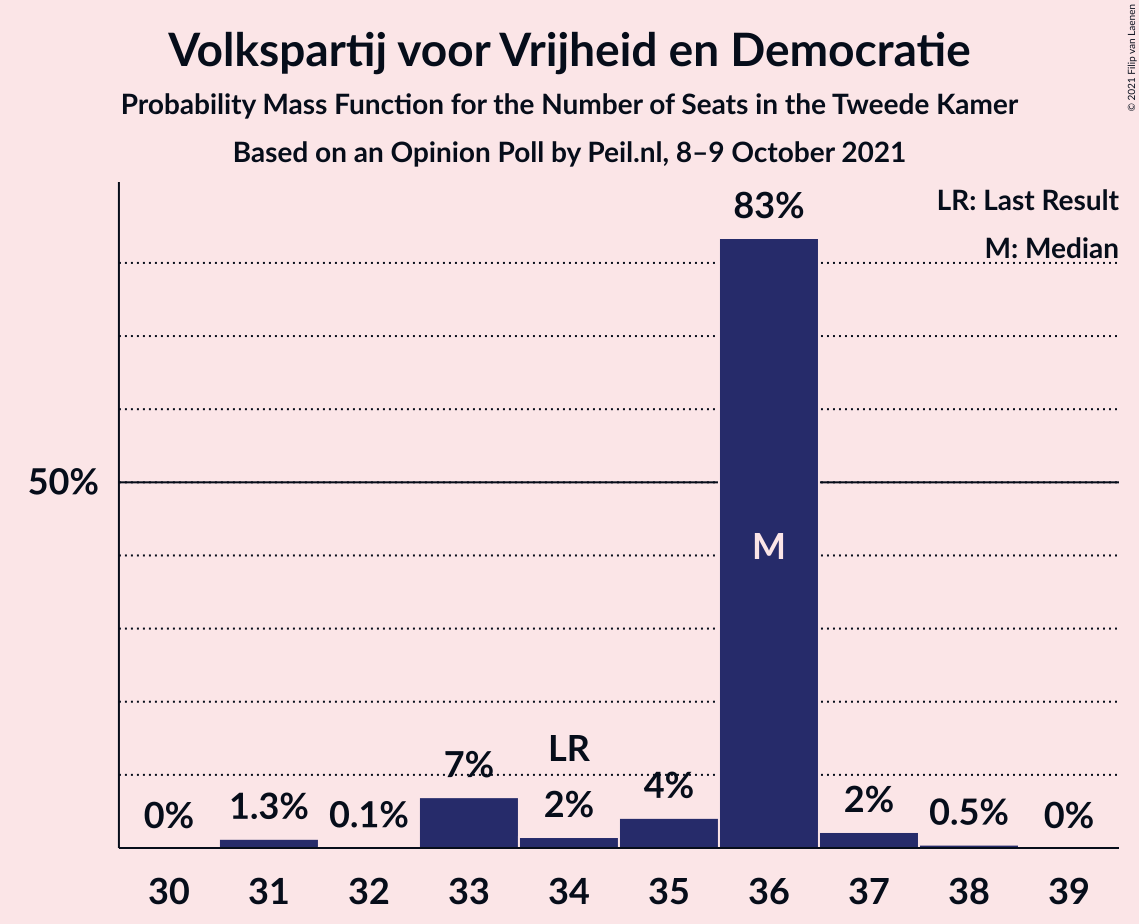 Volkspartij voor Vrijheid en Democratie
Probability Mass Function for the Number of Seats in the Tweede Kamer
Based on an Opinion Poll by Peil.nl, 8–9 October 2021
© 2021 Filip van Laenen
LR: Last Result
M: Median
83%
50%
M
LR
7%
4%
0%
1.3%
0.1%
2%
2%
0.5%
0%
30 31 32 33 34 35 36 37 38 39